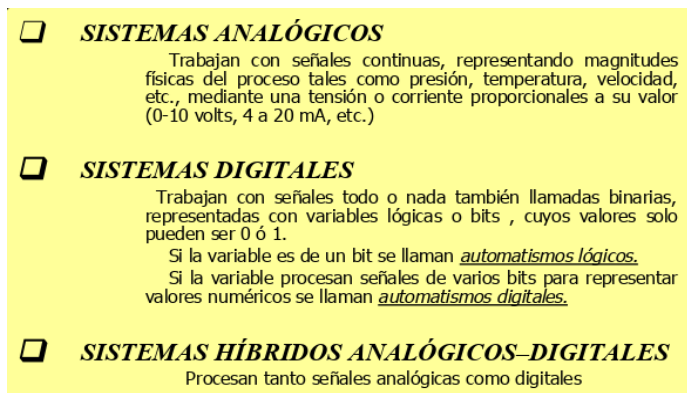 SISTEMAS ANALÓGICOS
Trabajan con señales continuas, representando magnitudes
físicas del proceso tales como presión, temperatura, velocidad,
etc., mediante una tensión o corriente proporcionales a su valor
(0-10 volts, 4 a 20 mA, etc.)
SISTEMAS DIGITALES
Trabajan con señales todo o nada también llamadas binarias,
representadas con variables lógicas o bits , cuyos valores solo
pueden ser 0 ó 1.
Si la variable es de un bit se llaman automatismos lógicos.
Si la variable procesan señales de varios bits para representar
valores numéricos se llaman automatismos digitales.
SISTEMAS HÍBRIDOS ANALÓGICOS–DIGITALES
Procesan tanto señales analógicas como digitales